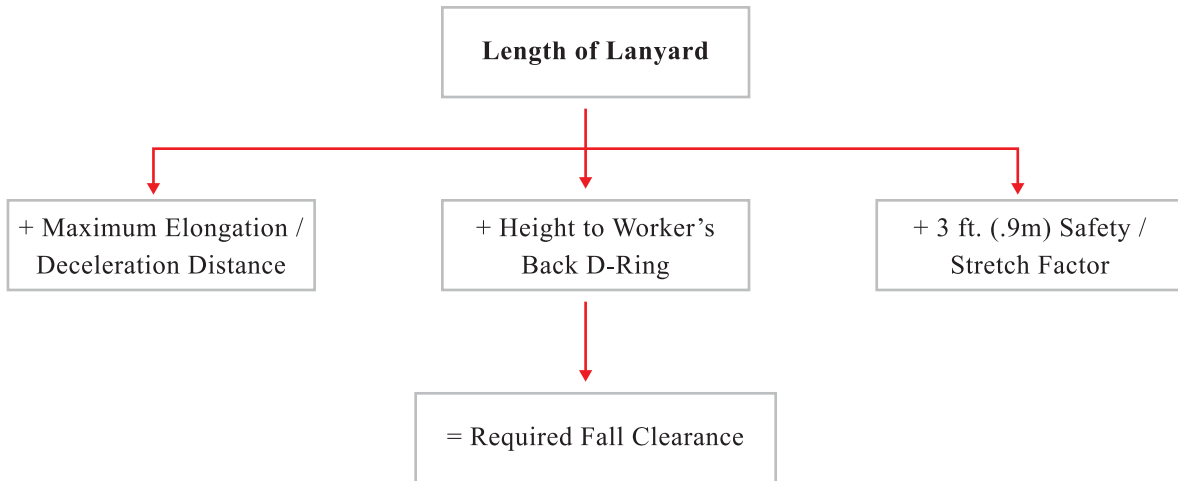 Length of Lanyard
+ Maximum Elongation /
Deceleration Distance
+ Height to Worker’s
Back D-Ring
+ 3 ft. (.9m) Safety /
Stretch Factor
= Required Fall Clearance